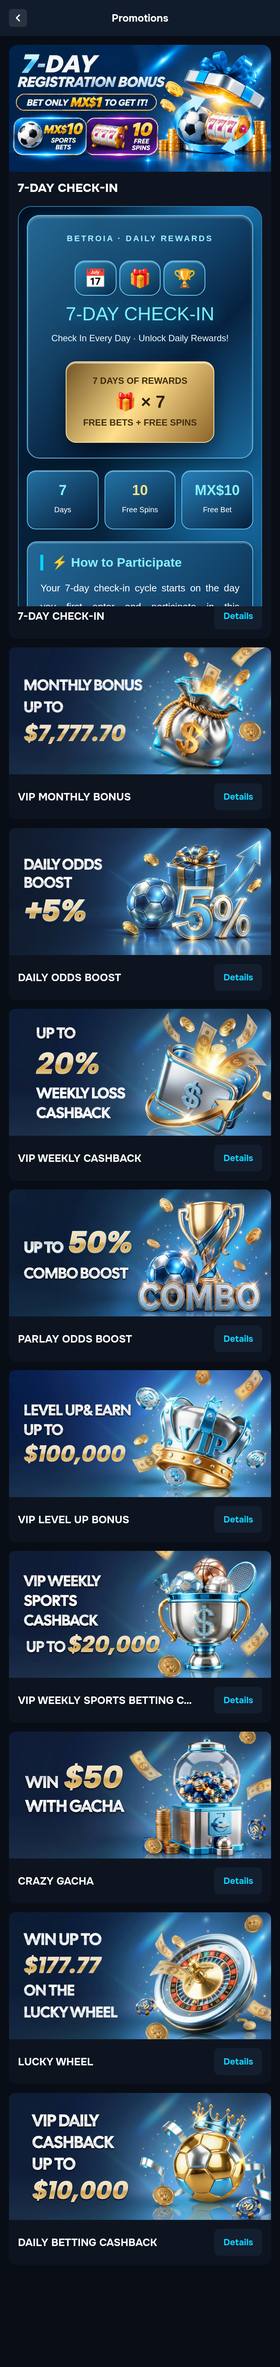 Promotions
7-DAY
REGISTRATION BONUS
BET ONLY MX$1 TO GET IT!
MX$10
SPORTS
BETS
10
FREE
SPINS
7-DAY CHECK-IN
BETROIA · DAILY REWARDS
July
17
7-DAY CHECK-IN
Check In Every Day · Unlock Daily Rewards!
7 DAYS OF REWARDS
× 7
FREE BETS + FREE SPINS
7
Days
10
Free Spins
MX$10
Free Bet
How to Participate
Your 7-day check-in cycle starts on the day
you first enter and participate in this
7-DAY CHECK-IN
Details
MONTHLY BONUS
UP TO
$7,777.70
$
VIP MONTHLY BONUS
Details
DAILY ODDS
BOOST
+5%
5%
DAILY ODDS BOOST
Details
UP TO
20%
WEEKLY LOSS
CASHBACK
$
VIP WEEKLY CASHBACK
Details
UP TO 50%
COMBO BOOST
COMBO
PARLAY ODDS BOOST
Details
LEVEL UP& EARN
UP TO
$100,000
VIP
VIP LEVEL UP BONUS
Details
VIP WEEKLY
SPORTS
CASHBACK
UP TO $20,000
$
VIP WEEKLY SPORTS BETTING C...
Details
WIN $50
WITH GACHA
€
CRAZY GACHA
Details
WIN UP TO
$177.77
ON THE
LUCKY WHEEL
LUCKY WHEEL
Details
VIP DAILY
CASHBACK
UP TO
$10,000
DAILY BETTING CASHBACK
Details